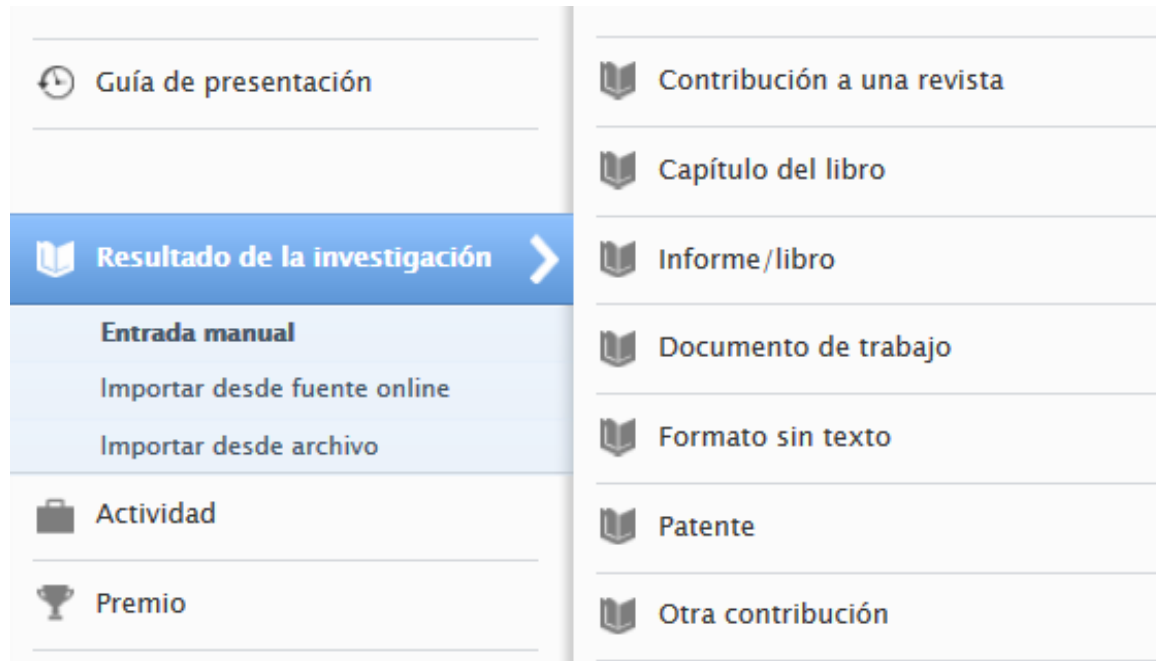 Guía de presentación
Resultado de la investigación
Entrada manual
Importar desde fuente online
Importar desde archivo
Actividad
Premio
Contribución a una revista
Capítulo del libro
Informe/libro
Documento de trabajo
Formato sin texto
Patente
Otra contribución